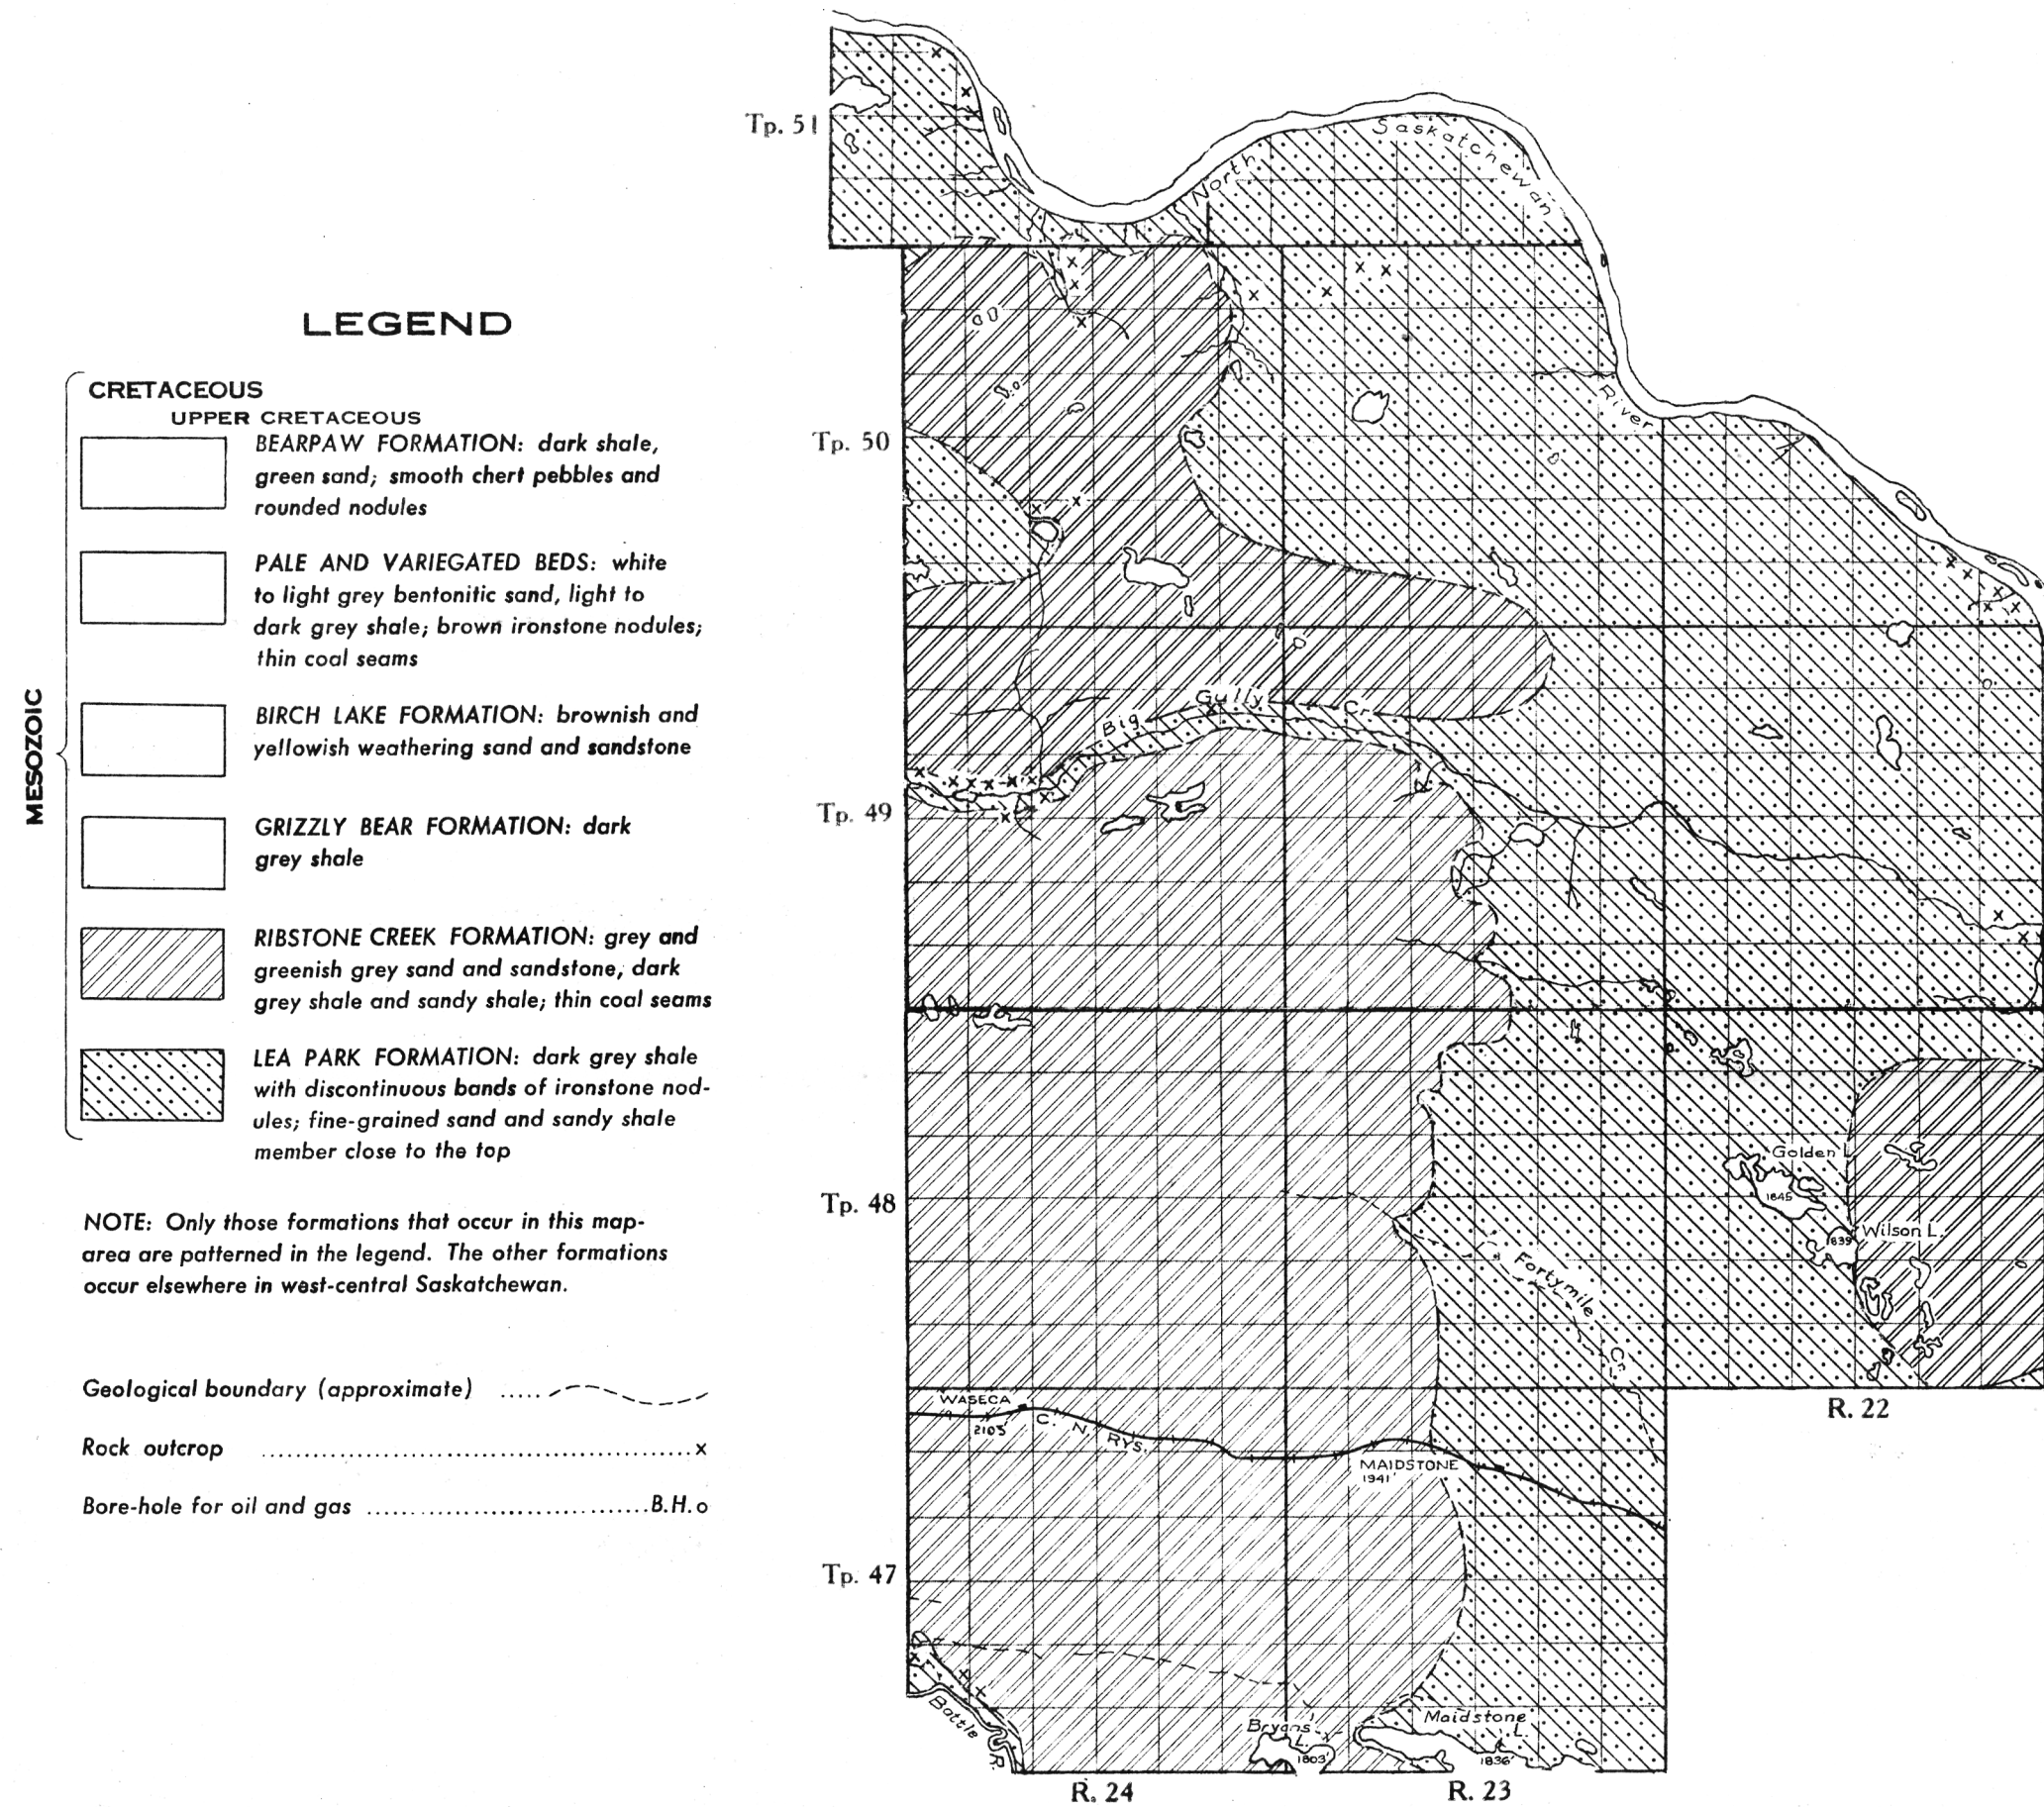 LEGEND
CRETACEOUS
UPPER CRETACEOUS
BEARPAW FORMATION: dark shale,
green sand; smooth chert pebbles and
rounded nodules
PALE AND VARIEGATED BEDS: white
to light grey bentonitic sand, light to
dark grey shale; brown ironstone nodules;
thin coal seams
BIRCH LAKE FORMATION: brownish and
yellowish weathering sand and sandstone
GRIZZLY BEAR FORMATION: dark
grey shale
RIBSTONE CREEK FORMATION: grey and
greenish grey sand and sandstone, dark
grey shale and sandy shale; thin coal seams
LEA PARK FORMATION: dark grey shale
with discontinuous bands of ironstone nod-
ules; fine-grained sand and sandy shale
member close to the top
MESOZOIC
NOTE: Only those formations that occur in this map-
area are patterned in the legend. The other formations
occur elsewhere in west-central Saskatchewan.
Geological boundary (approximate) .....
Rock outcrop ............................................. x
Bore-hole for oil and gas ............................. B.H. o
Tp. 51
North Saskatchewan River
Tp. 50
Big Gully Cr.
Tp. 49
Tp. 48
Golden L.
1845
Wilson L.
1839
Fortymile Cr.
WASECA
2103'
C. N. RYS.
MAIDSTONE
1941'
R. 22
Tp. 47
Battle R.
Bryans L.
1803'
Maidstone L.
1836'
R. 24
R. 23